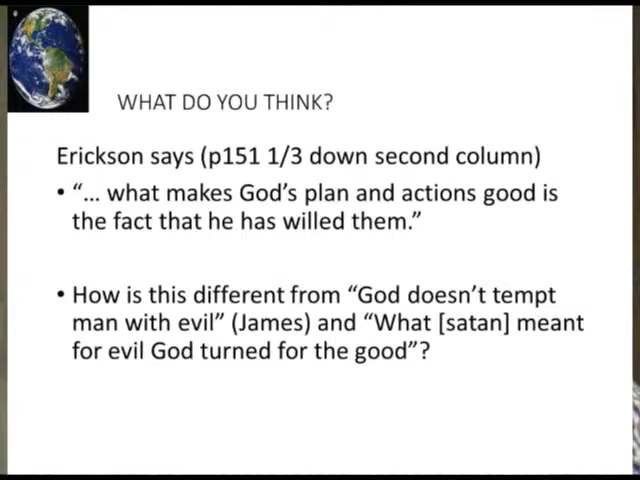 WHAT DO YOU THINK?
Erickson says (p151 1/3 down second column)
• “… what makes God’s plan and actions good is
the fact that he has willed them.”
• How is this different from “God doesn’t tempt
man with evil” (James) and “What [satan] meant
for evil God turned for the good”?